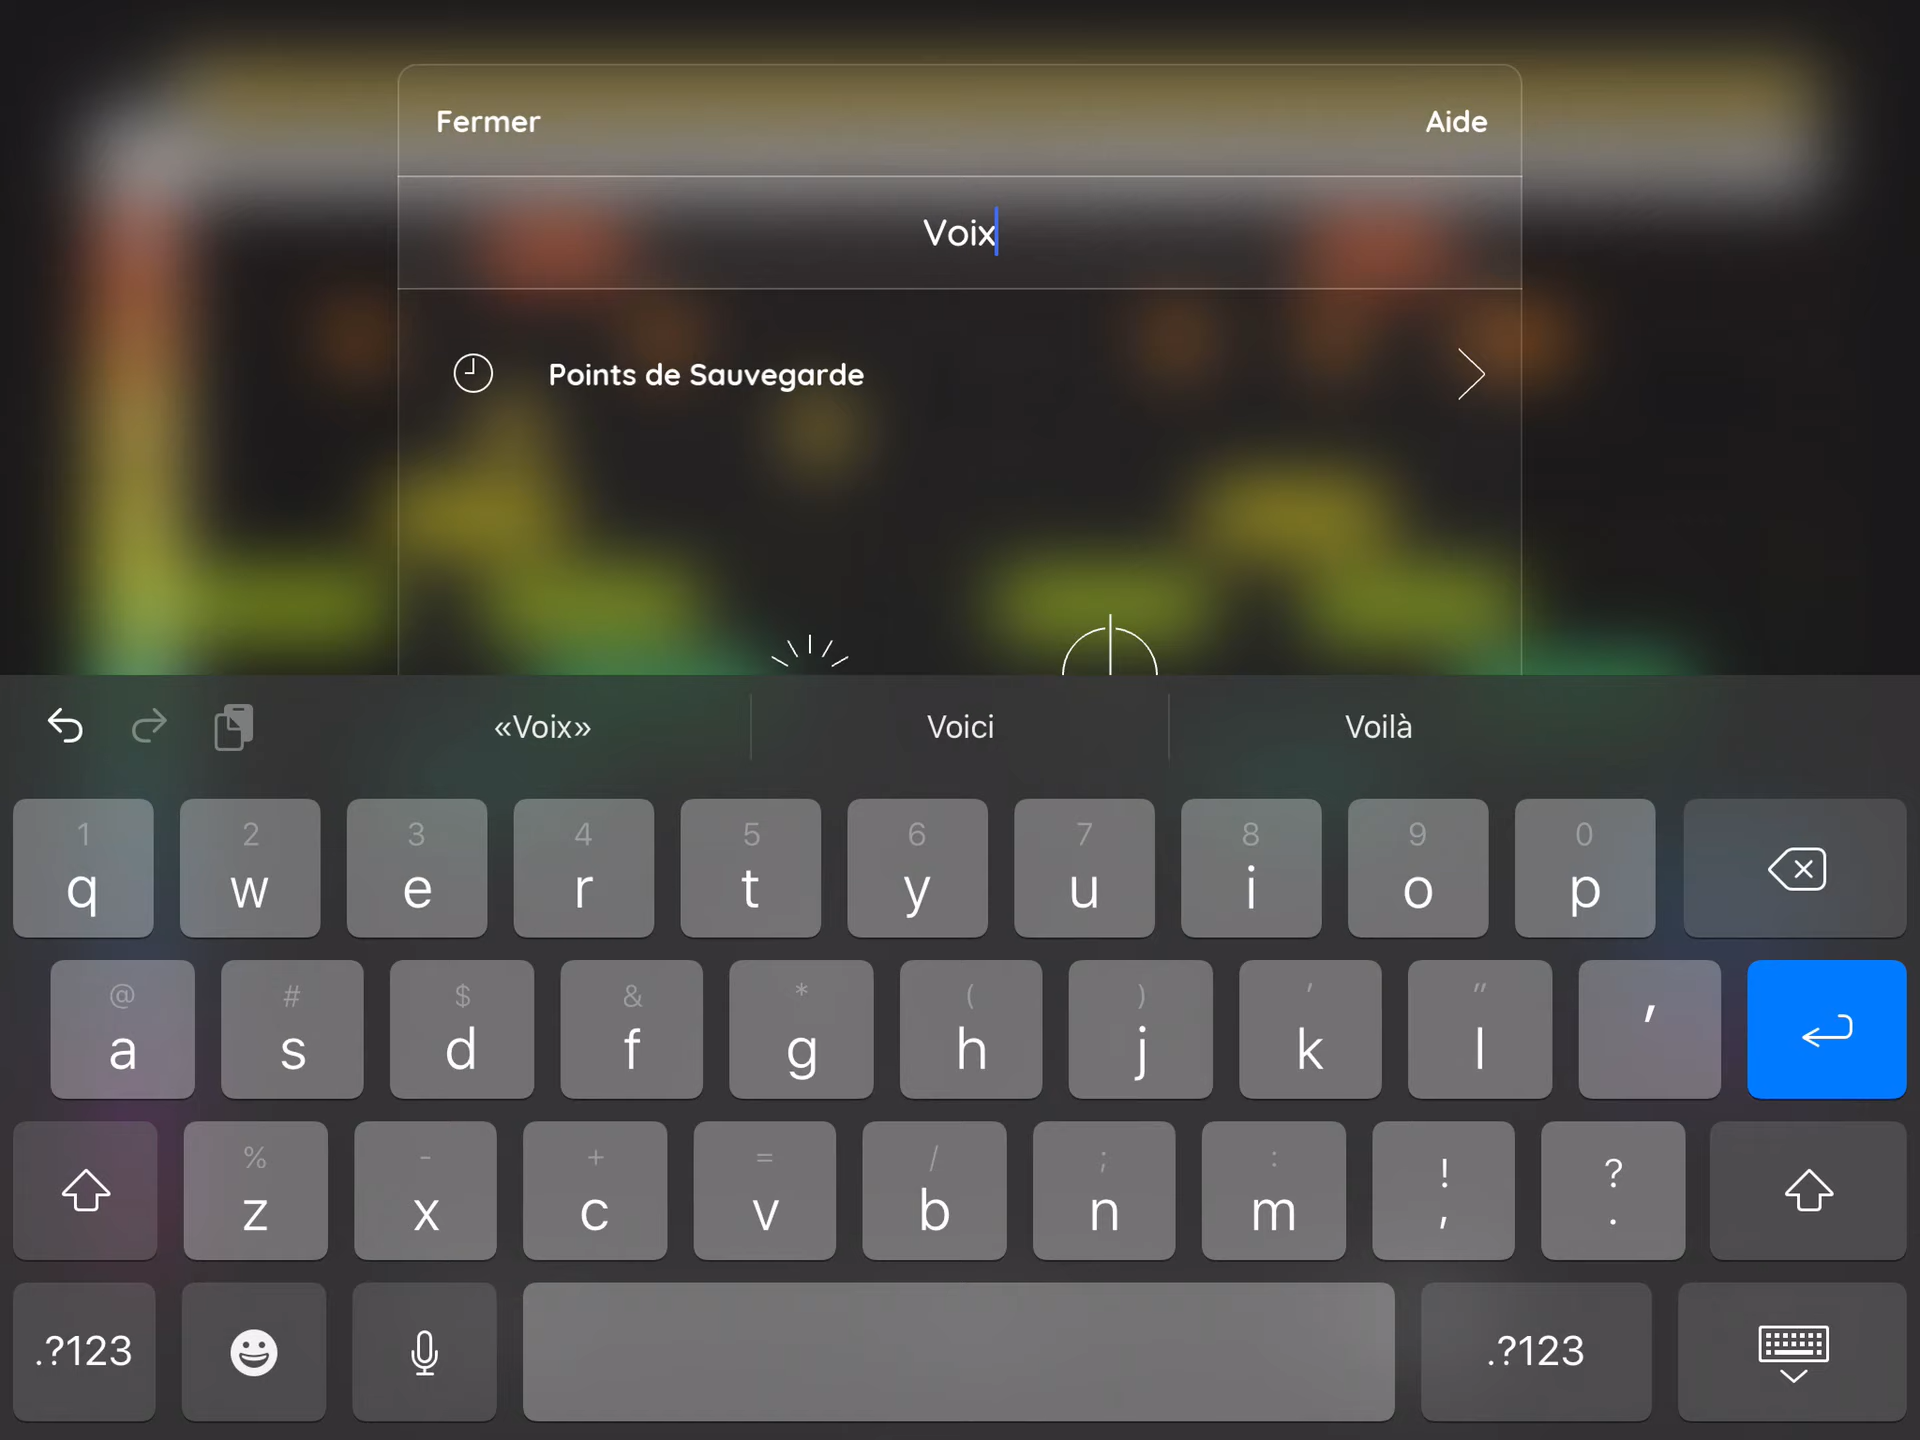 Fermer
Aide
Voix
Points de Sauvegarde
«Voix»
Voici
Voilà
1 2 3 4 5 6 7 8 9 0
q w e r t y u i o p
@ # $ & * ( ) ' "
a s d f g h j k l '
% - + = / ; : ! ?
z x c v b n m , .
.?123
.?123